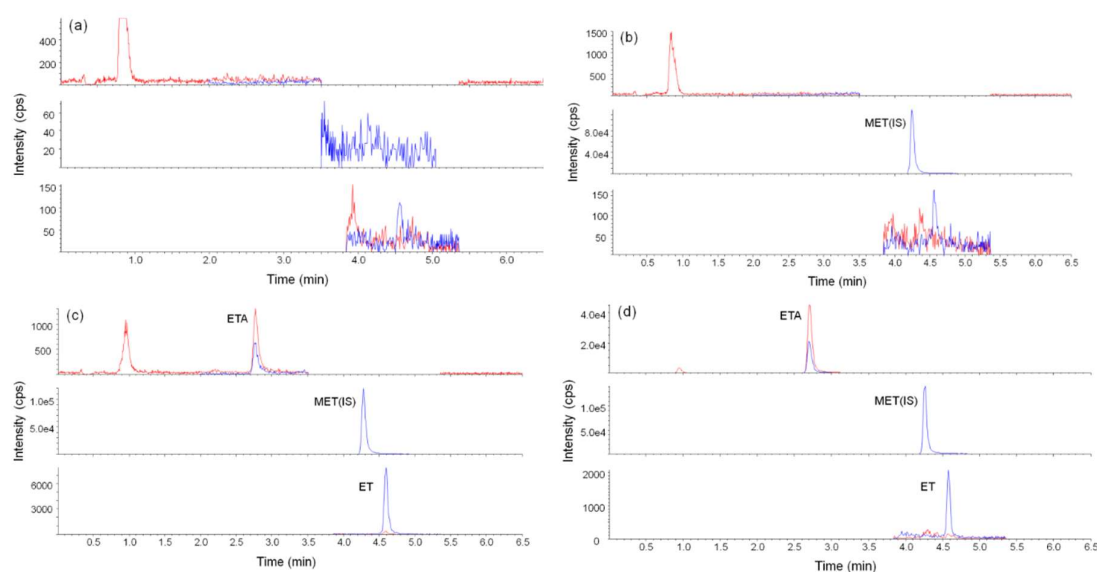 (a)
400
200
60
40
20
150
100
50
1.0 2.0 3.0 4.0 5.0 6.0
Time (min)
Intensity (cps)
(b)
1500
1000
500
0
MET(IS)
8.0e4
4.0e4
150
100
50
0.5 1.0 1.5 2.0 2.5 3.0 3.5 4.0 4.5 5.0 5.5 6.0 6.5
Time (min)
Intensity (cps)
(c)
ETA
1000
500
MET(IS)
1.0e5
5.0e4
ET
6000
3000
0.5 1.0 1.5 2.0 2.5 3.0 3.5 4.0 4.5 5.0 5.5 6.0 6.5
Time (min)
Intensity (cps)
(d)
ETA
4.0e4
2.0e4
MET(IS)
1.0e5
5.0e4
ET
2000
1000
0
0.5 1.0 1.5 2.0 2.5 3.0 3.5 4.0 4.5 5.0 5.5 6.0 6.5
Time (min)
Intensity (cps)